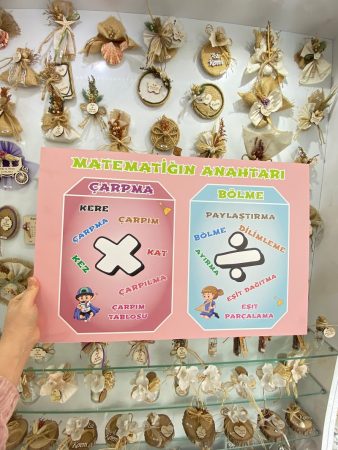 MATEMATİĞİN ANAHTARI
ÇARPMA
KERE
ÇARPIM
ÇARPMA
KAT
KEZ
ÇARPILMA
ÇARPIM
TABLOSU
BÖLME
PAYLAŞTIRMA
BÖLME
DİLİMLEME
AYIRMA
EŞİT DAĞITMA
EŞİT
PARÇALAMA